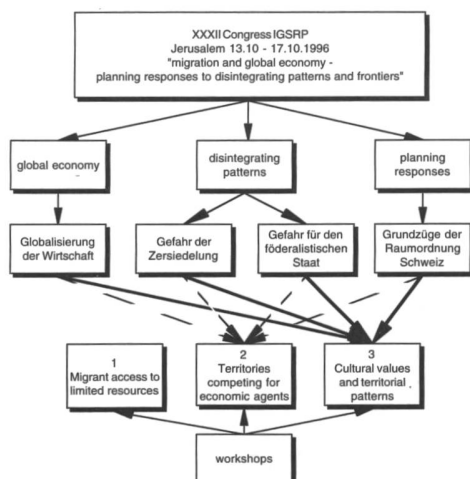 XXXII Congress IGSRP
Jerusalem 13.10 - 17.10.1996
"migration and global economy -
planning responses to disintegrating patterns and frontiers"
global economy
disintegrating
patterns
planning
responses
Globalisierung
der Wirtschaft
Gefahr der
Zersiedelung
Gefahr für den
föderalistischen
Staat
Grundzüge der
Raumordnung
Schweiz
1
Migrant access to
limited resources
2
Territories
competing for
economic agents
3
Cultural values
and territorial
patterns
workshops